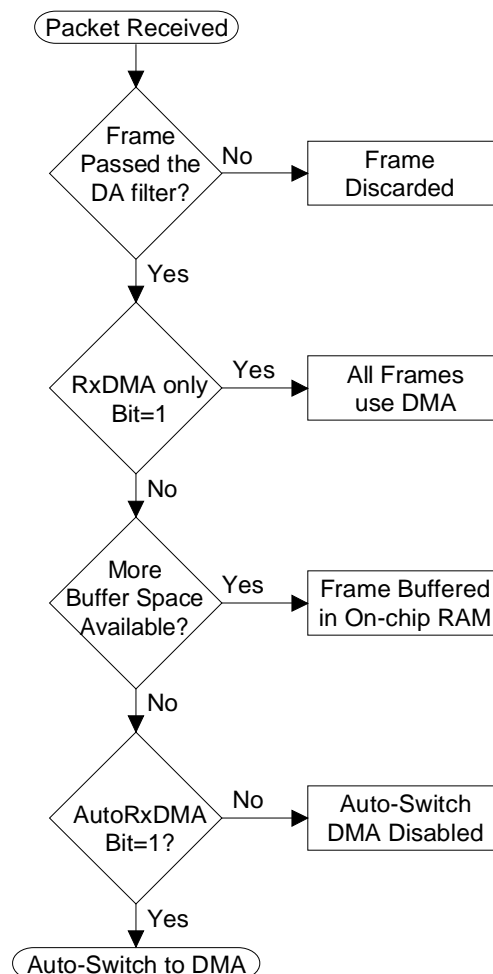 Packet Received
Frame
Passed the
DA filter?
No
Frame
Discarded
Yes
RxDMA only
Bit=1
Yes
All Frames
use DMA
No
More
Buffer Space
Available?
Yes
Frame Buffered
in On-chip RAM
No
AutoRxDMA
Bit=1?
No
Auto-Switch
DMA Disabled
Yes
Auto-Switch to DMA